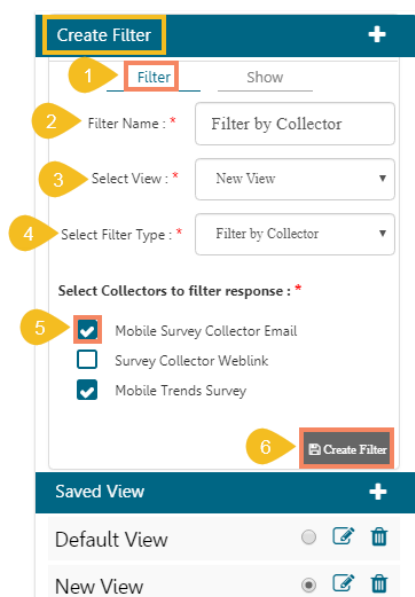 Create Filter
1 Filter Show
2 Filter Name : * Filter by Collector
3 Select View : * New View
4 Select Filter Type : * Filter by Collector
Select Collectors to filter response : *
5 Mobile Survey Collector Email
Survey Collector Weblink
Mobile Trends Survey
6 Create Filter
Saved View
Default View
New View